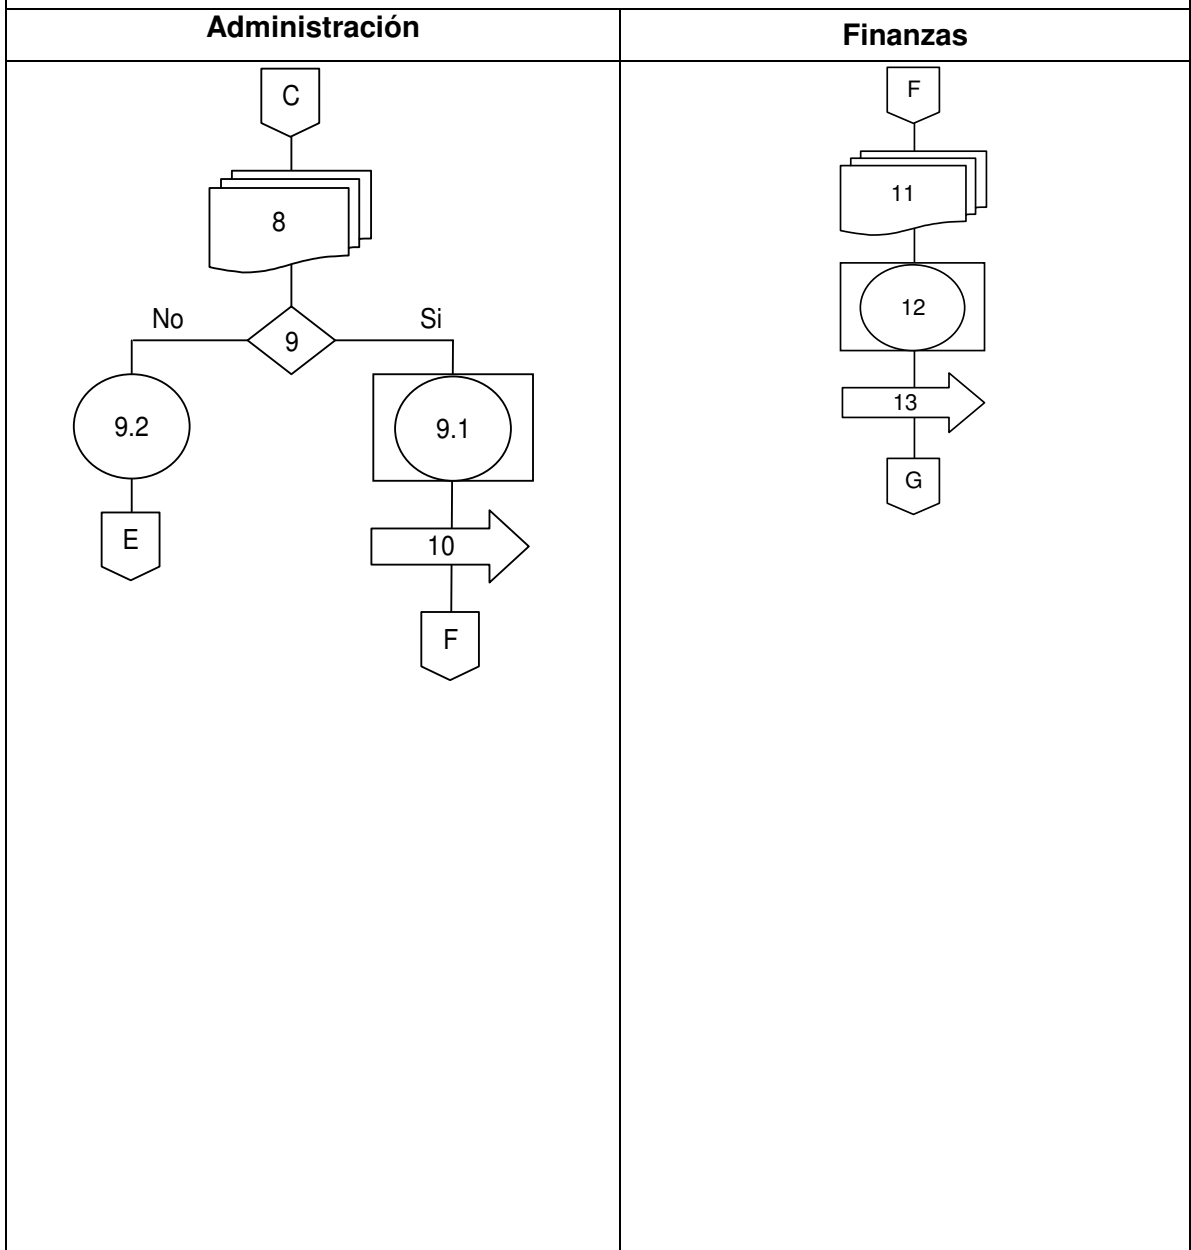 Administración
Finanzas
C
8
No
Si
9
9.2
9.1
E
10
F
F
11
12
13
G